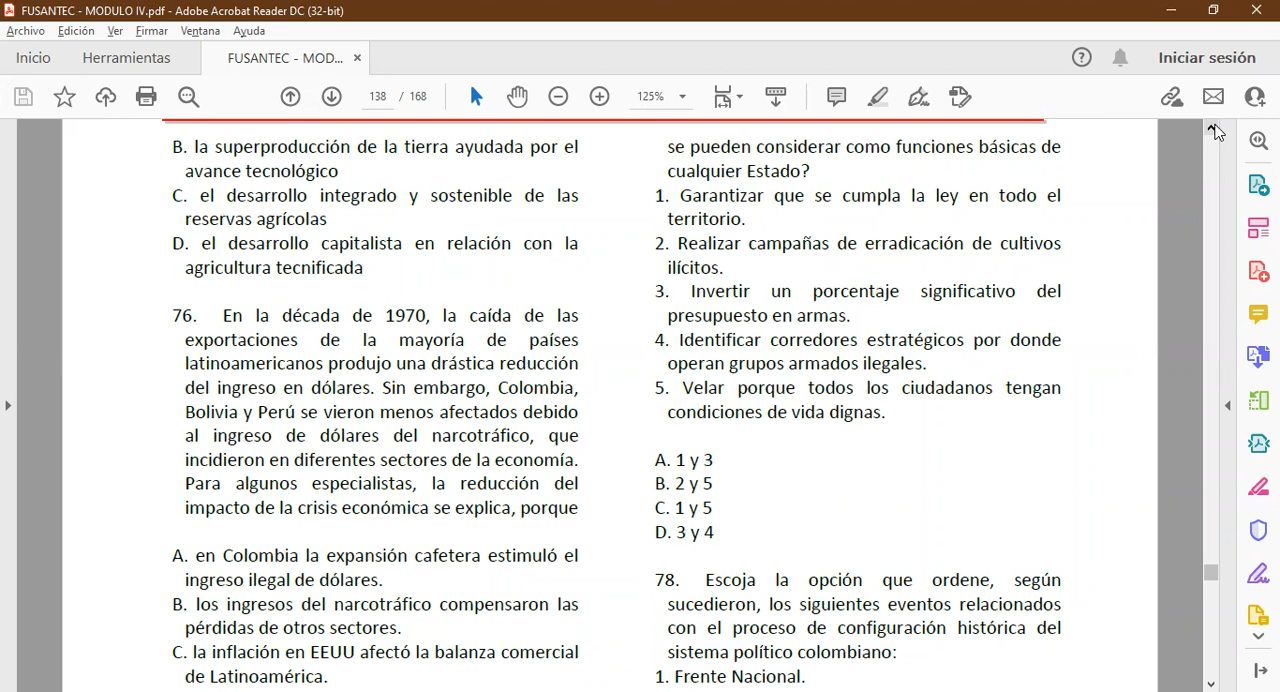 FUSANTEC - MODULO IV.pdf - Adobe Acrobat Reader DC (32-bit)
Archivo Edición Ver Firmar Ventana Ayuda
Inicio Herramientas FUSANTEC - MOD... × Iniciar sesión
138 / 168 125%
B. la superproducción de la tierra ayudada por el
avance tecnológico
C. el desarrollo integrado y sostenible de las
reservas agrícolas
D. el desarrollo capitalista en relación con la
agricultura tecnificada
76. En la década de 1970, la caída de las
exportaciones de la mayoría de países
latinoamericanos produjo una drástica reducción
del ingreso en dólares. Sin embargo, Colombia,
Bolivia y Perú se vieron menos afectados debido
al ingreso de dólares del narcotráfico, que
incidieron en diferentes sectores de la economía.
Para algunos especialistas, la reducción del
impacto de la crisis económica se explica, porque
A. en Colombia la expansión cafetera estimuló el
ingreso ilegal de dólares.
B. los ingresos del narcotráfico compensaron las
pérdidas de otros sectores.
C. la inflación en EEUU afectó la balanza comercial
de Latinoamérica.
se pueden considerar como funciones básicas de
cualquier Estado?
1. Garantizar que se cumpla la ley en todo el
territorio.
2. Realizar campañas de erradicación de cultivos
ilícitos.
3. Invertir un porcentaje significativo del
presupuesto en armas.
4. Identificar corredores estratégicos por donde
operan grupos armados ilegales.
5. Velar porque todos los ciudadanos tengan
condiciones de vida dignas.
A. 1 y 3
B. 2 y 5
C. 1 y 5
D. 3 y 4
78. Escoja la opción que ordene, según
sucedieron, los siguientes eventos relacionados
con el proceso de configuración histórica del
sistema político colombiano:
1. Frente Nacional.